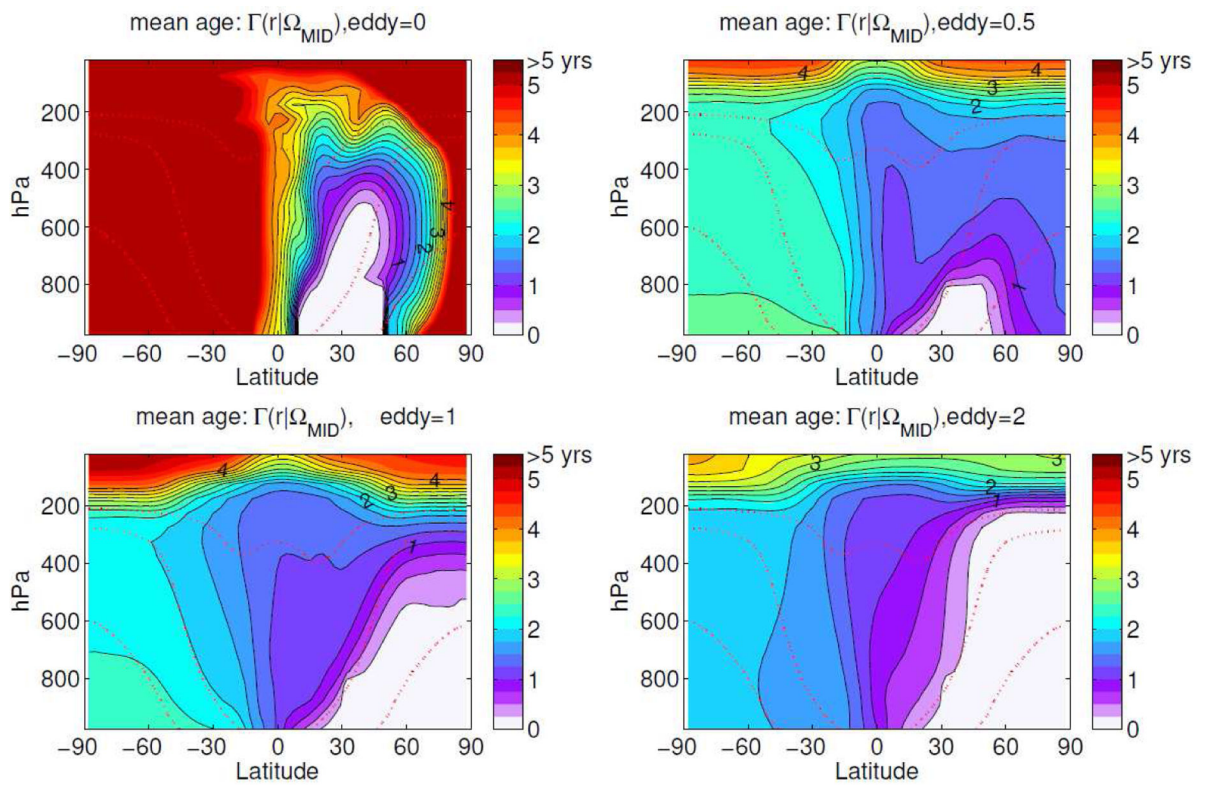 mean age: Γ(r|Ω_MID),eddy=0
>5 yrs
5
4
3
2
1
0
hPa
200
400
600
800
4
3
2
1
−90 −60 −30 0 30 60 90
Latitude
mean age: Γ(r|Ω_MID),eddy=0.5
>5 yrs
5
4
3
2
1
0
hPa
200
400
600
800
4
4
3
2
1
−90 −60 −30 0 30 60 90
Latitude
mean age: Γ(r|Ω_MID), eddy=1
>5 yrs
5
4
3
2
1
0
hPa
200
400
600
800
4
4
3
2
1
−90 −60 −30 0 30 60 90
Latitude
mean age: Γ(r|Ω_MID),eddy=2
>5 yrs
5
4
3
2
1
0
hPa
200
400
600
800
3
3
2
1
−90 −60 −30 0 30 60 90
Latitude